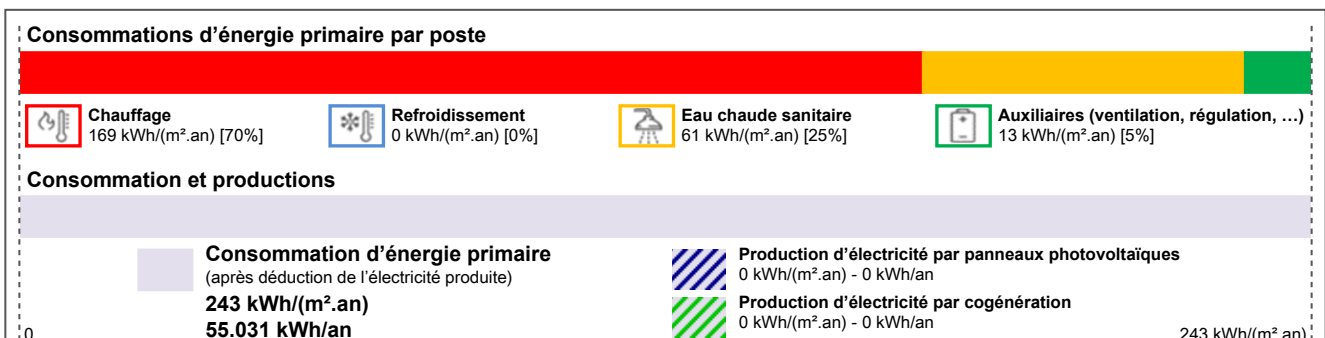 Consommations d’énergie primaire par poste
Chauffage
169 kWh/(m².an) [70%]
Refroidissement
0 kWh/(m².an) [0%]
Eau chaude sanitaire
61 kWh/(m².an) [25%]
Auxiliaires (ventilation, régulation, …)
13 kWh/(m².an) [5%]
Consommation et productions
Consommation d’énergie primaire
(après déduction de l’électricité produite)
243 kWh/(m².an)
55.031 kWh/an
Production d’électricité par panneaux photovoltaïques
0 kWh/(m².an) - 0 kWh/an
Production d’électricité par cogénération
0 kWh/(m².an) - 0 kWh/an
0
243 kWh/(m².an)